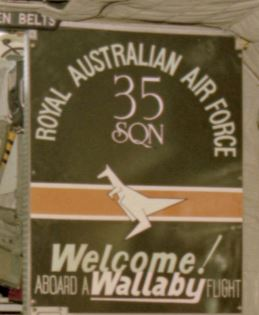 EN BELTS
ROYAL AUSTRALIAN AIR FORCE
35
SQN
Welcome!
ABOARD A Wallaby FLIGHT